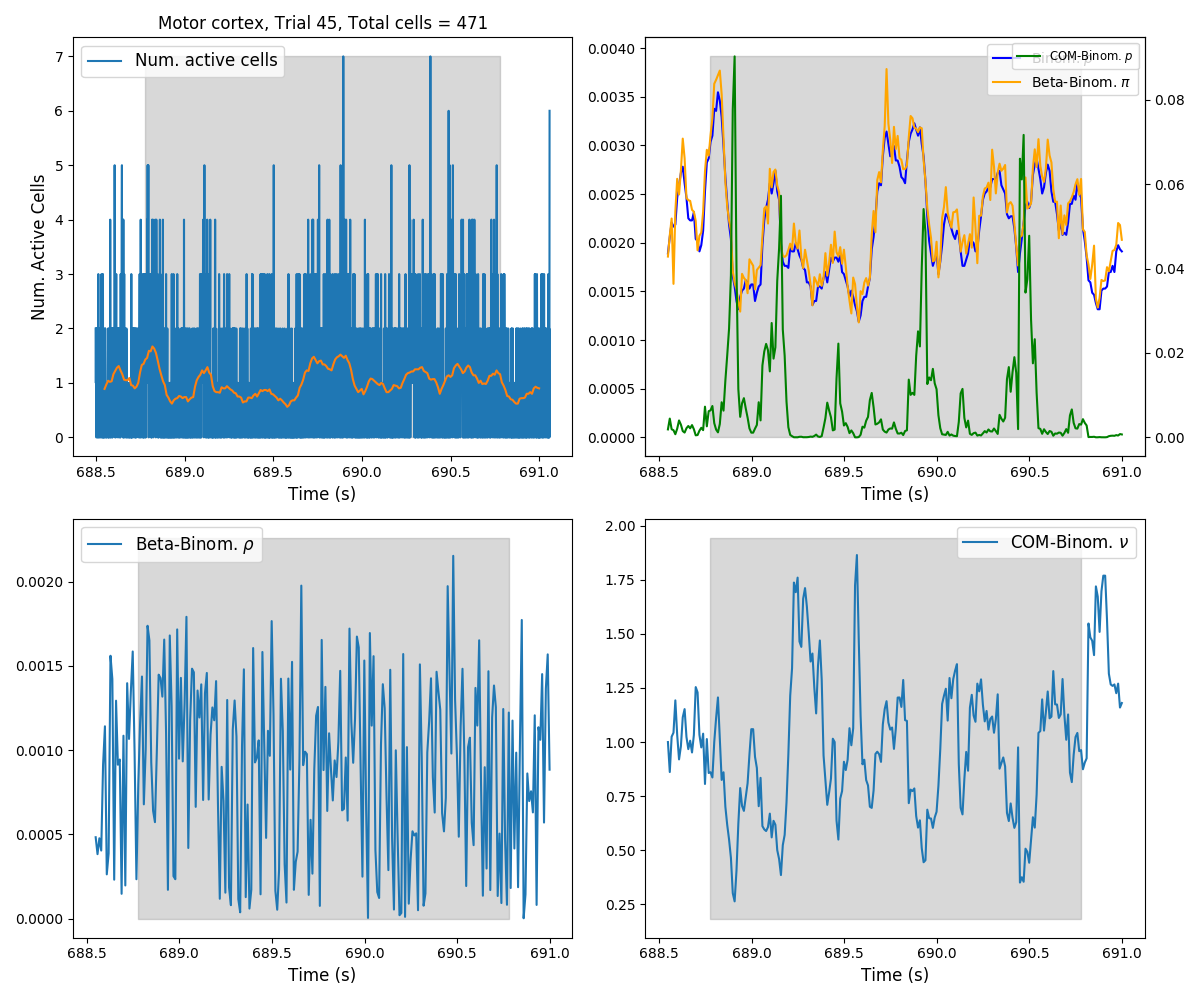 Motor cortex, Trial 45, Total cells = 471
Num. active cells
Num. Active Cells
7
6
5
4
3
2
1
0
688.5 689.0 689.5 690.0 690.5 691.0
Time (s)
COM-Binom. p
Beta-Binom. π
0.0040
0.0035
0.0030
0.0025
0.0020
0.0015
0.0010
0.0005
0.0000
0.08
0.06
0.04
0.02
0.00
688.5 689.0 689.5 690.0 690.5 691.0
Time (s)
Beta-Binom. ρ
0.0020
0.0015
0.0010
0.0005
0.0000
688.5 689.0 689.5 690.0 690.5 691.0
Time (s)
COM-Binom. ν
2.00
1.75
1.50
1.25
1.00
0.75
0.50
0.25
688.5 689.0 689.5 690.0 690.5 691.0
Time (s)